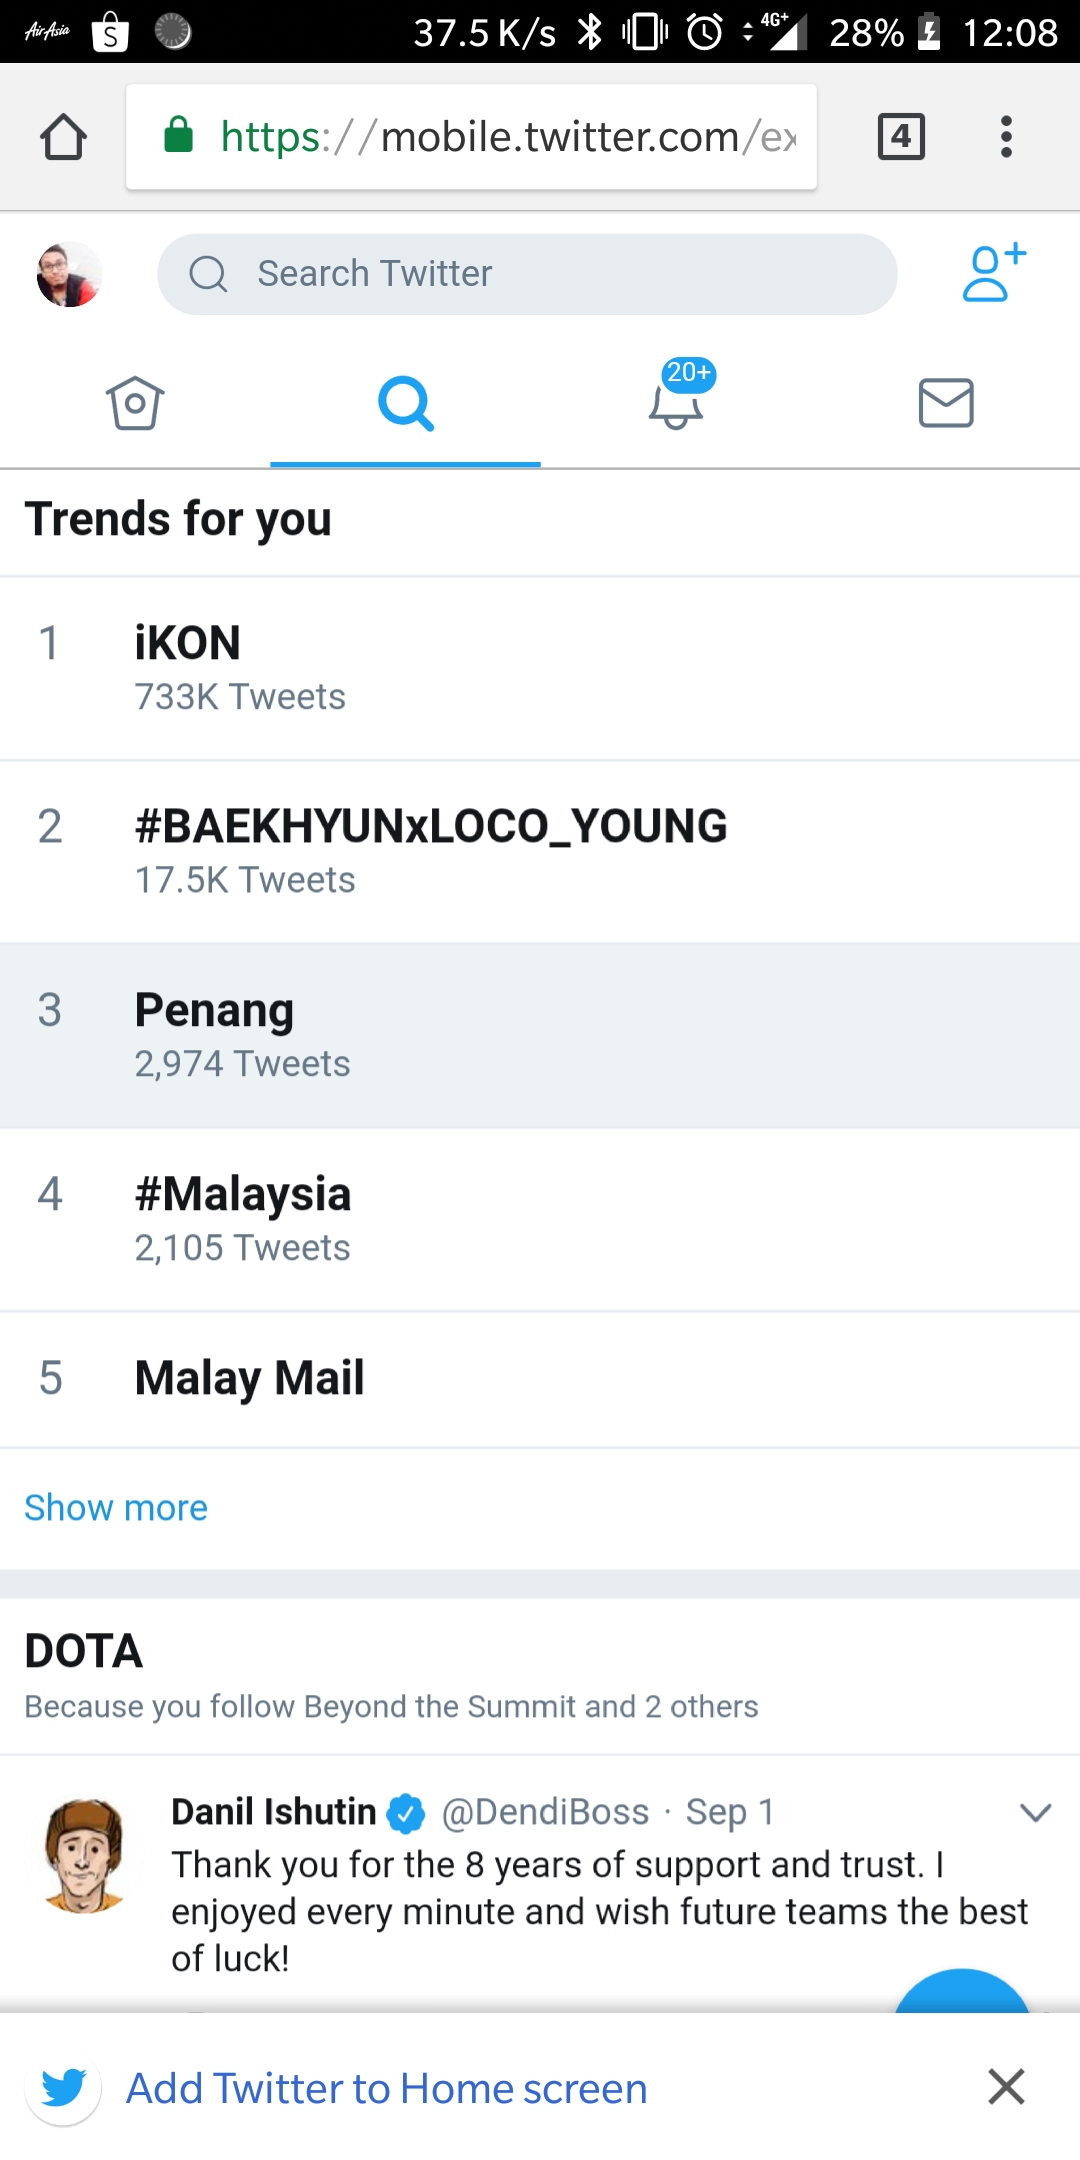 AirAsia S 37.5 K/s 4G+ 28% 12:08
https://mobile.twitter.com/ex 4
Search Twitter
20+
Trends for you
1 iKON
733K Tweets
2 #BAEKHYUNxLOCO_YOUNG
17.5K Tweets
3 Penang
2,974 Tweets
4 #Malaysia
2,105 Tweets
5 Malay Mail
Show more
DOTA
Because you follow Beyond the Summit and 2 others
Danil Ishutin @DendiBoss · Sep 1
Thank you for the 8 years of support and trust. I
enjoyed every minute and wish future teams the best
of luck!
Add Twitter to Home screen